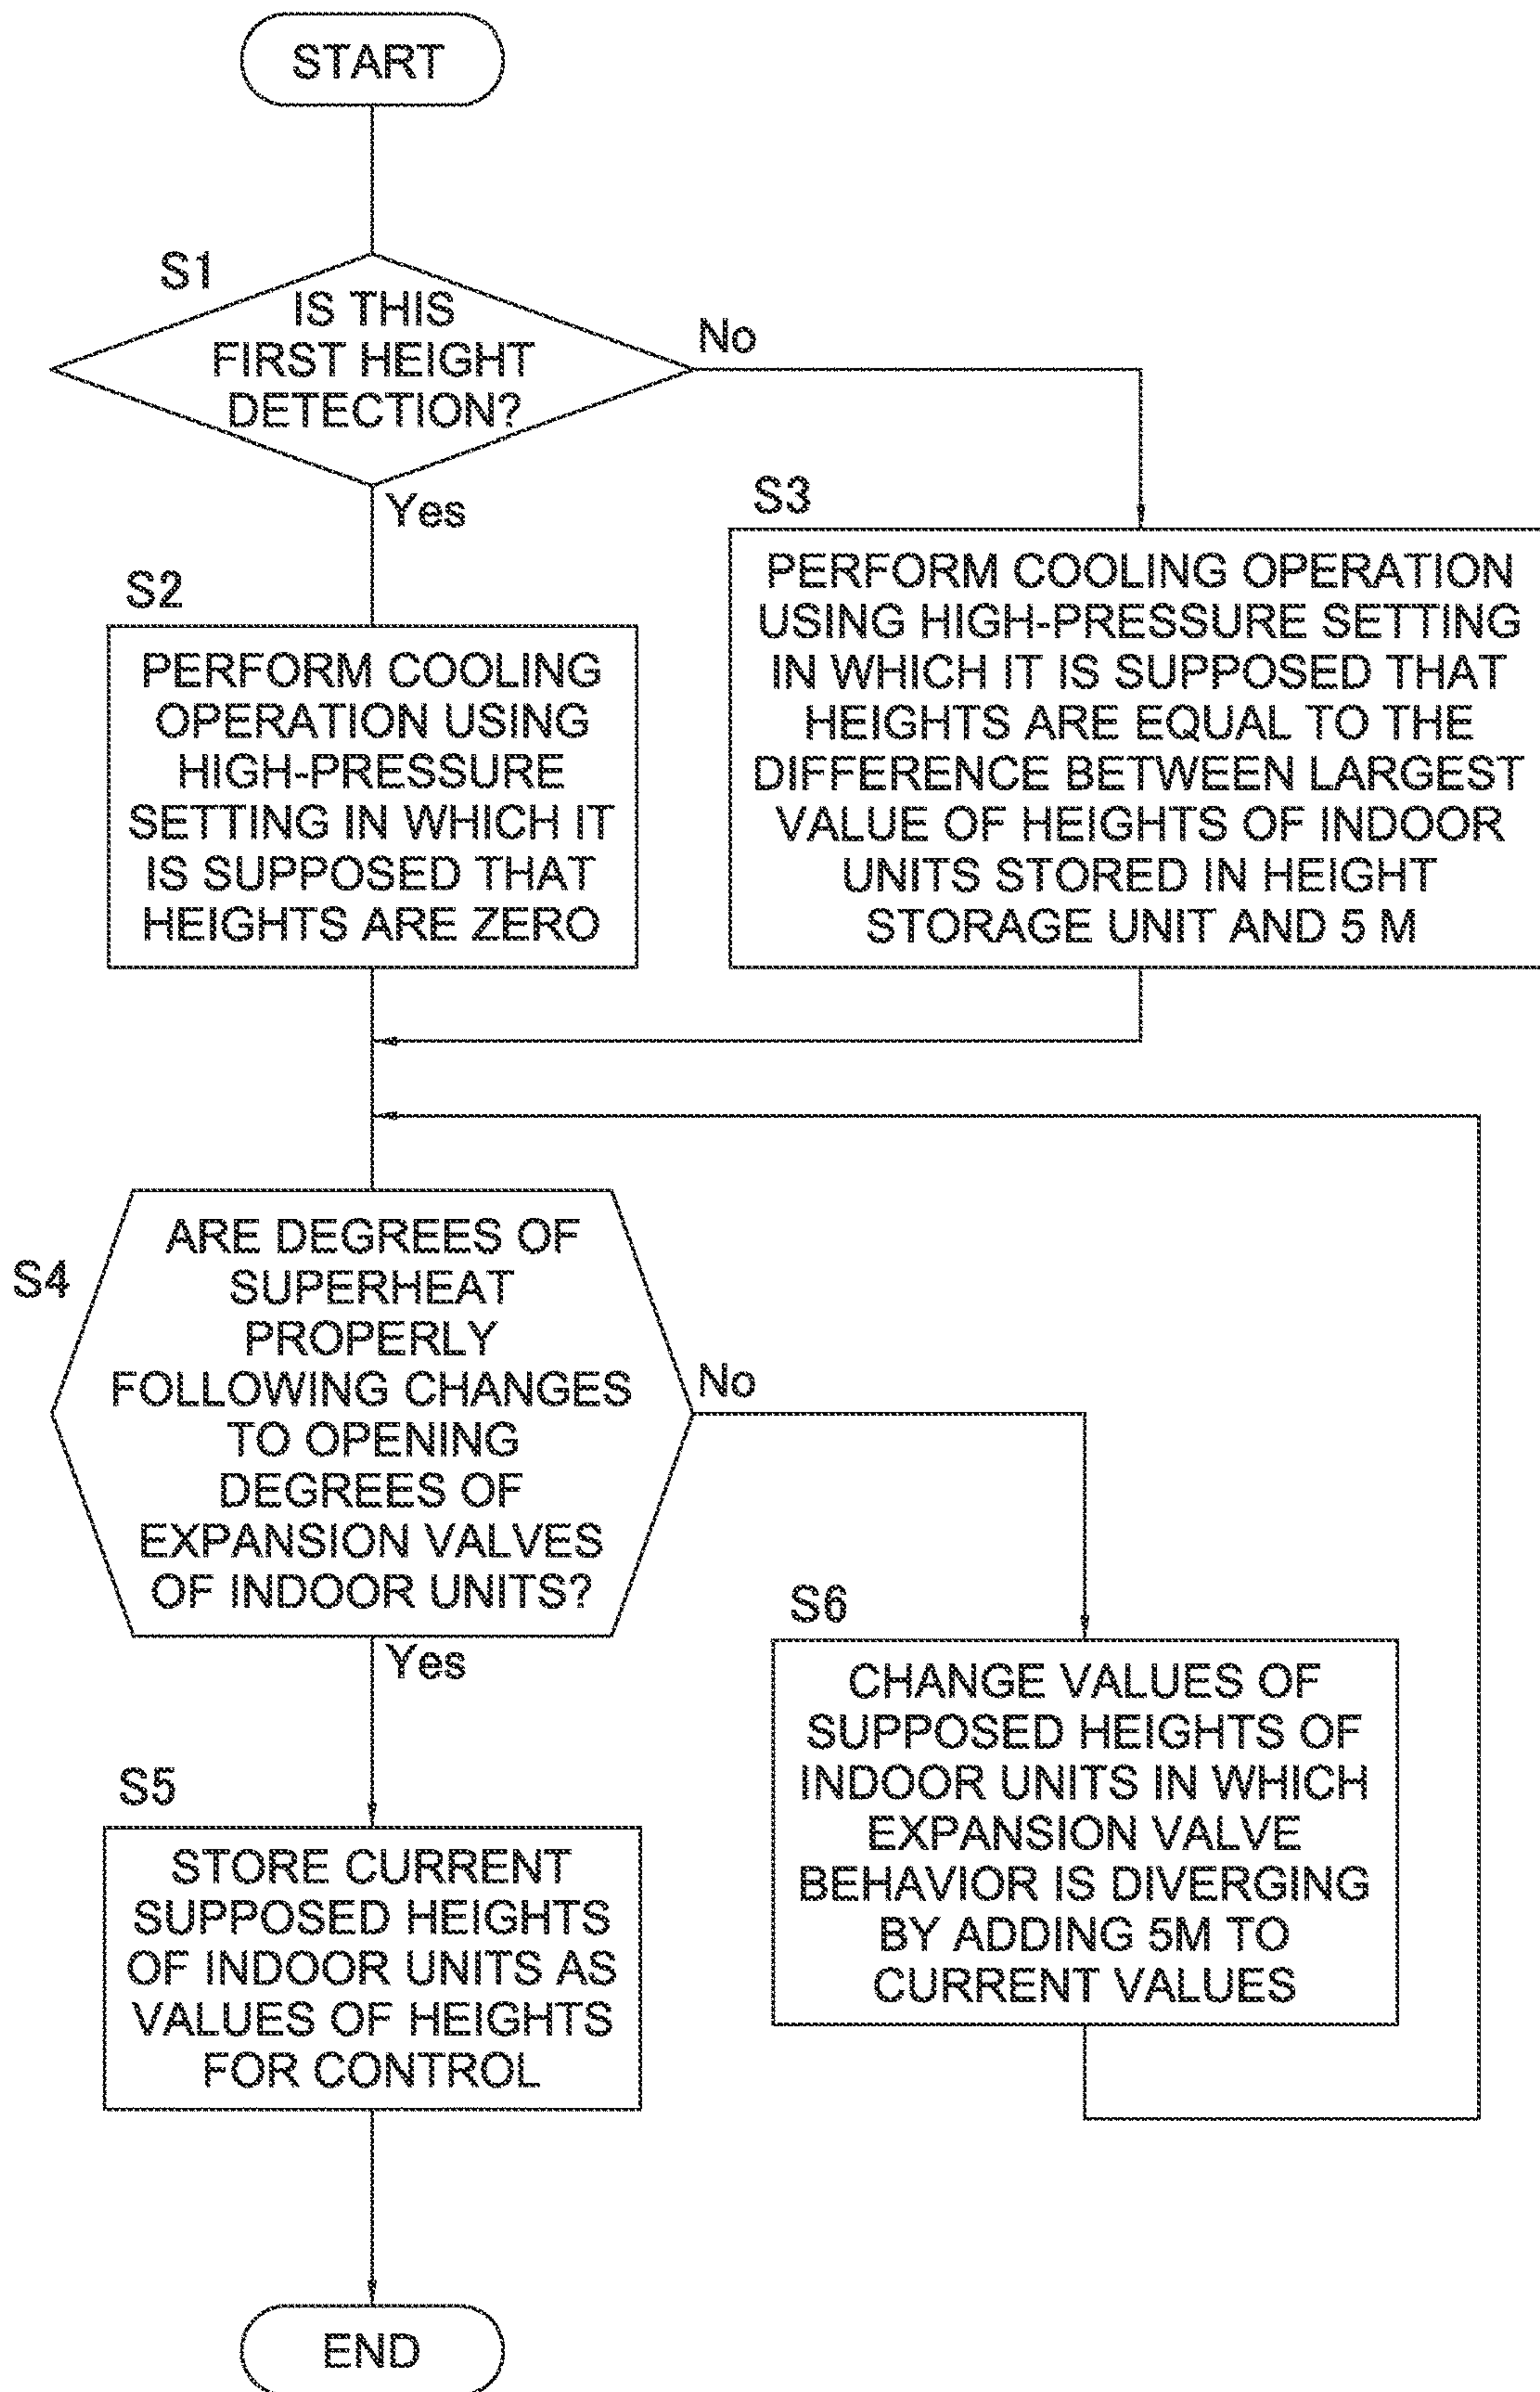 START
S1
IS THIS
FIRST HEIGHT
DETECTION?
No
Yes
S2
PERFORM COOLING
OPERATION USING
HIGH-PRESSURE
SETTING IN WHICH IT
IS SUPPOSED THAT
HEIGHTS ARE ZERO
S3
PERFORM COOLING OPERATION
USING HIGH-PRESSURE SETTING
IN WHICH IT IS SUPPOSED THAT
HEIGHTS ARE EQUAL TO THE
DIFFERENCE BETWEEN LARGEST
VALUE OF HEIGHTS OF INDOOR
UNITS STORED IN HEIGHT
STORAGE UNIT AND 5 M
S4
ARE DEGREES OF
SUPERHEAT
PROPERLY
FOLLOWING CHANGES
TO OPENING
DEGREES OF
EXPANSION VALVES
OF INDOOR UNITS?
No
Yes
S5
STORE CURRENT
SUPPOSED HEIGHTS
OF INDOOR UNITS AS
VALUES OF HEIGHTS
FOR CONTROL
S6
CHANGE VALUES OF
SUPPOSED HEIGHTS OF
INDOOR UNITS IN WHICH
EXPANSION VALVE
BEHAVIOR IS DIVERGING
BY ADDING 5M TO
CURRENT VALUES
END